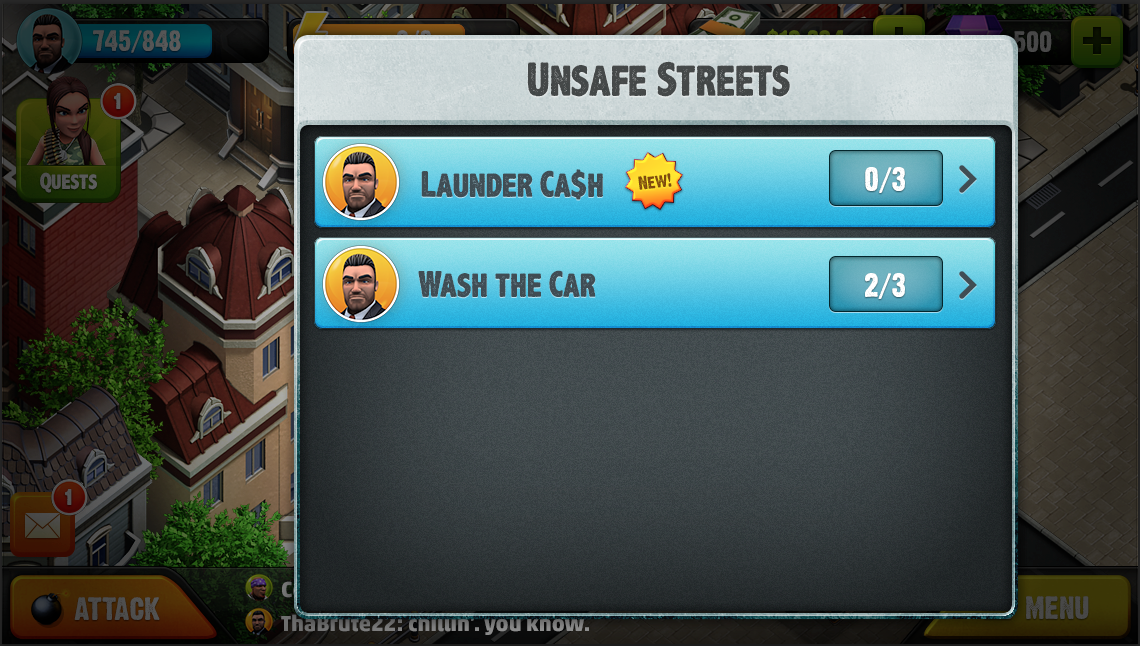 745/848
500
UNSAFE STREETS
1
QUESTS
LAUNDER CA$H
NEW!
0/3
WASH THE CAR
2/3
1
ATTACK
C
ThaBrute22: chillin'. you know.
MENU